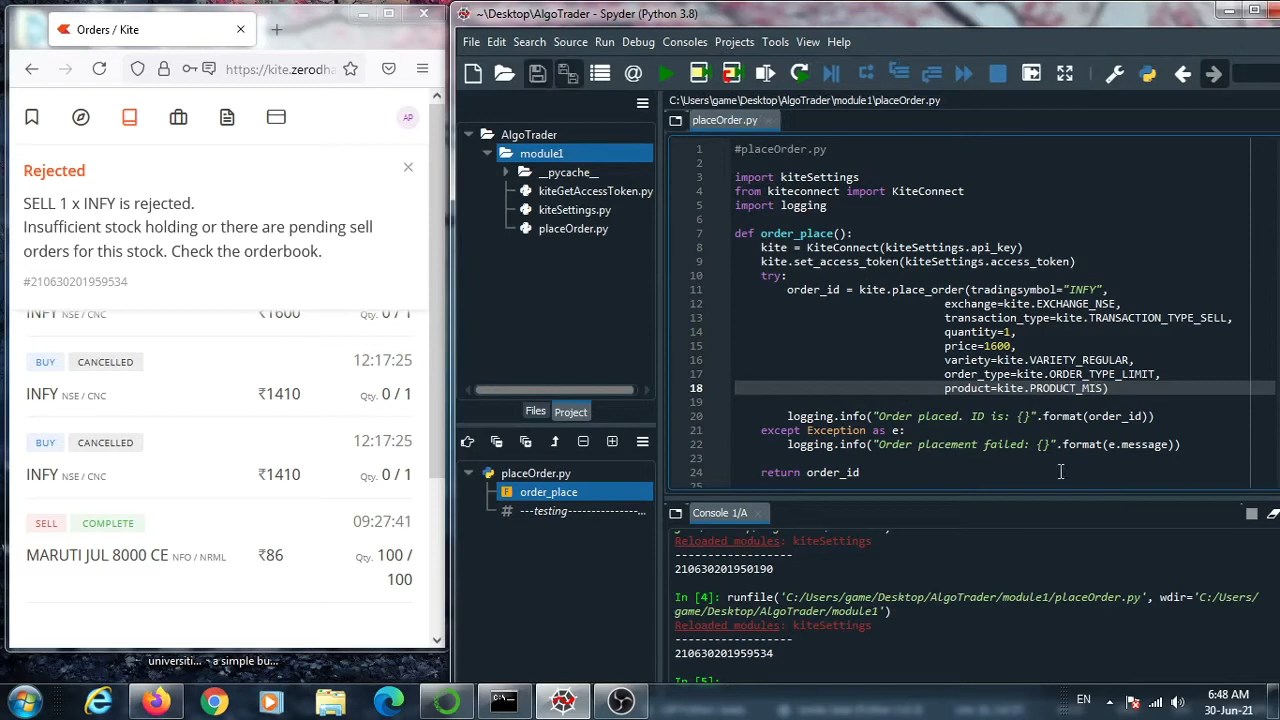 Orders / Kite
https://kite.zerodh
AP
Rejected
SELL 1 x INFY is rejected.
Insufficient stock holding or there are pending sell
orders for this stock. Check the orderbook.
#210630201959534
INFY NSE / CNC ₹1600 Qty. 0 / 1
BUY CANCELLED 12:17:25
INFY NSE / CNC ₹1410 Qty. 0 / 1
BUY CANCELLED 12:17:25
INFY NSE / CNC ₹1410 Qty. 0 / 1
SELL COMPLETE 09:27:41
MARUTI JUL 8000 CE NFO / NRML ₹86 Qty. 100 /
100
universiti... a simple bu...
~\Desktop\AlgoTrader - Spyder (Python 3.8)
File Edit Search Source Run Debug Consoles Projects Tools View Help
C:\Users\game\Desktop\AlgoTrader\module1\placeOrder.py
placeOrder.py
AlgoTrader
module1
__pycache__
kiteGetAccessToken.py
kiteSettings.py
placeOrder.py
Files Project
placeOrder.py
order_place
---testing--------------...
1 #placeOrder.py
2
3 import kiteSettings
4 from kiteconnect import KiteConnect
5 import logging
6
7 def order_place():
8 kite = KiteConnect(kiteSettings.api_key)
9 kite.set_access_token(kiteSettings.access_token)
10 try:
11 order_id = kite.place_order(tradingsymbol="INFY",
12 exchange=kite.EXCHANGE_NSE,
13 transaction_type=kite.TRANSACTION_TYPE_SELL,
14 quantity=1,
15 price=1600,
16 variety=kite.VARIETY_REGULAR,
17 order_type=kite.ORDER_TYPE_LIMIT,
18 product=kite.PRODUCT_MIS)
19
20 logging.info("Order placed. ID is: {}".format(order_id))
21 except Exception as e:
22 logging.info("Order placement failed: {}".format(e.message))
23
24 return order_id
25
Console 1/A
Reloaded modules: kiteSettings
------------------
210630201950190
In [4]: runfile('C:/Users/game/Desktop/AlgoTrader/module1/placeOrder.py', wdir='C:/Users/
game/Desktop/AlgoTrader/module1')
Reloaded modules: kiteSettings
------------------
210630201959534
In [5]:
EN
6:48 AM
30-Jun-21